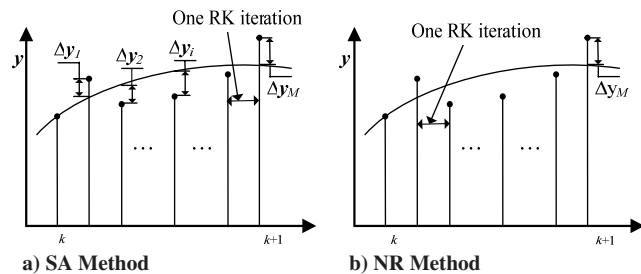 One RK iteration
Δy1 Δy2 Δyi
y
ΔyM
... ...
k k+1
a) SA Method
One RK iteration
y
ΔyM
... ...
k k+1
b) NR Method